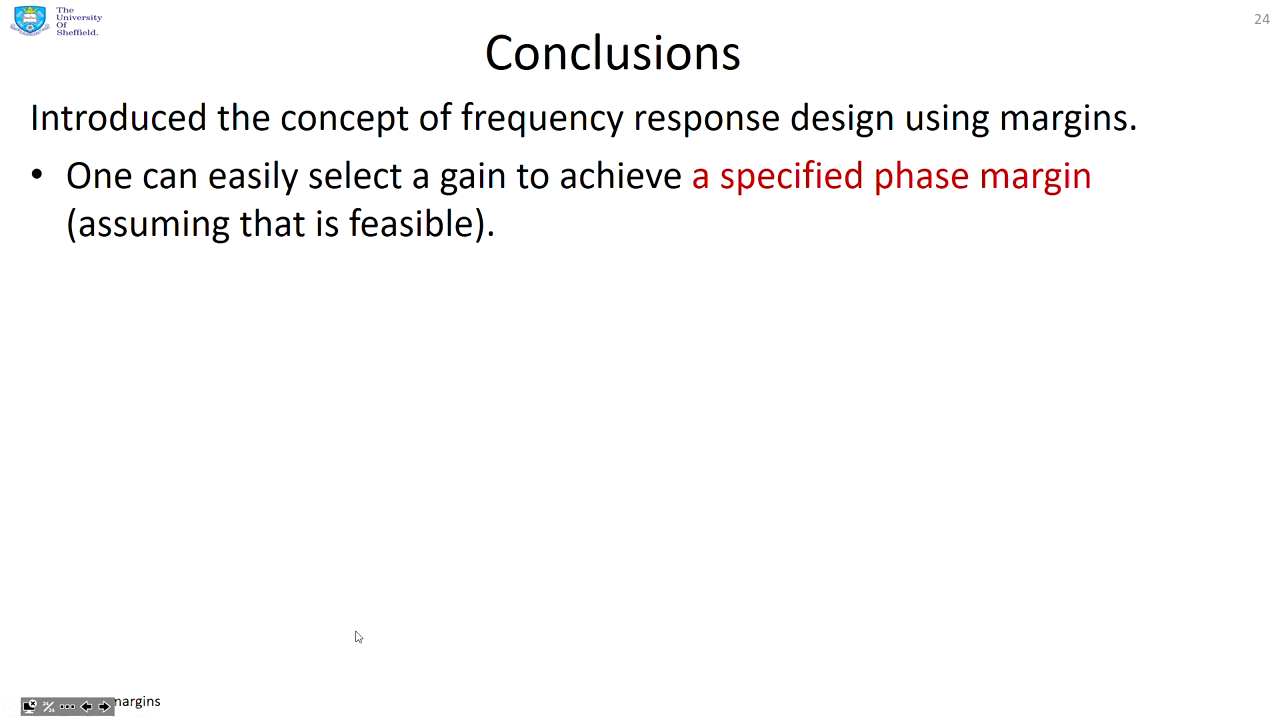 The
University
Of
Sheffield.
24
Conclusions
Introduced the concept of frequency response design using margins.
• One can easily select a gain to achieve a specified phase margin
(assuming that is feasible).
margins